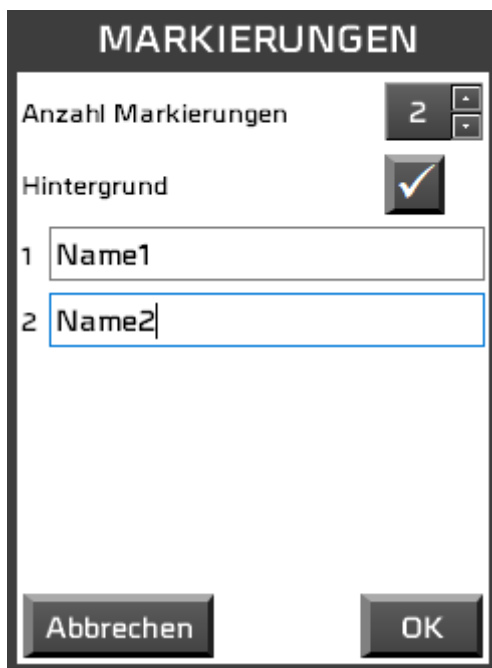 MARKIERUNGEN
Anzahl Markierungen 2
Hintergrund
1 Name1
2 Name2
Abbrechen OK